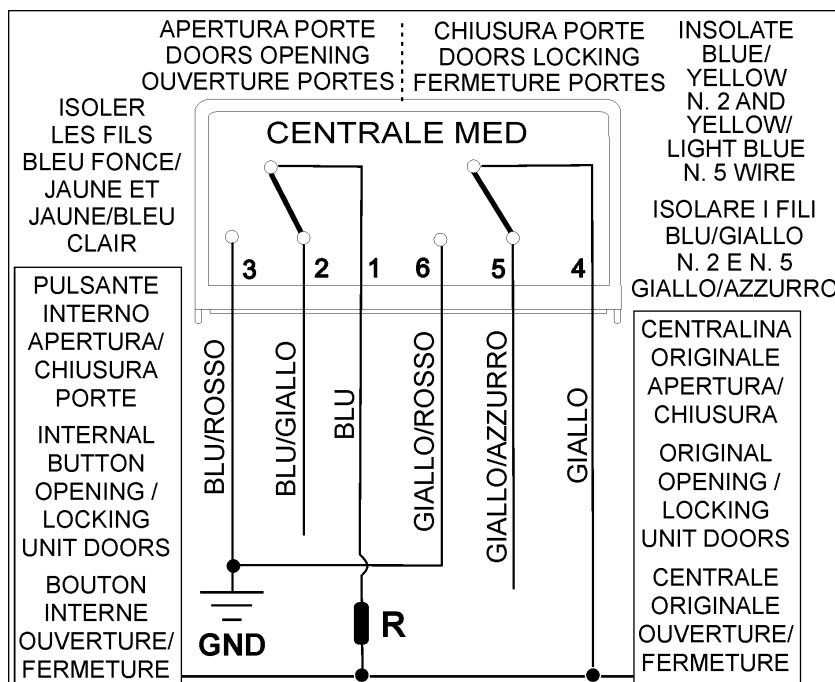 APERTURA PORTE
DOORS OPENING
OUVERTURE PORTES
CHIUSURA PORTE
DOORS LOCKING
FERMETURE PORTES
INSOLATE
BLUE/
YELLOW
N. 2 AND
YELLOW/
LIGHT BLUE
N. 5 WIRE
ISOLARE I FILI
BLU/GIALLO
N. 2 E N. 5
GIALLO/AZZURRO
ISOLER
LES FILS
BLEU FONCE/
JAUNE ET
JAUNE/BLEU
CLAIR
CENTRALE MED
3 2 1 6 5 4
BLU/ROSSO
BLU/GIALLO
BLU
GIALLO/ROSSO
GIALLO/AZZURRO
GIALLO
GND
R
PULSANTE
INTERNO
APERTURA/
CHIUSURA
PORTE
INTERNAL
BUTTON
OPENING /
LOCKING
UNIT DOORS
BOUTON
INTERNE
OUVERTURE/
FERMETURE
CENTRALINA
ORIGINALE
APERTURA/
CHIUSURA
ORIGINAL
OPENING /
LOCKING
UNIT DOORS
CENTRALE
ORIGINALE
OUVERTURE/
FERMETURE